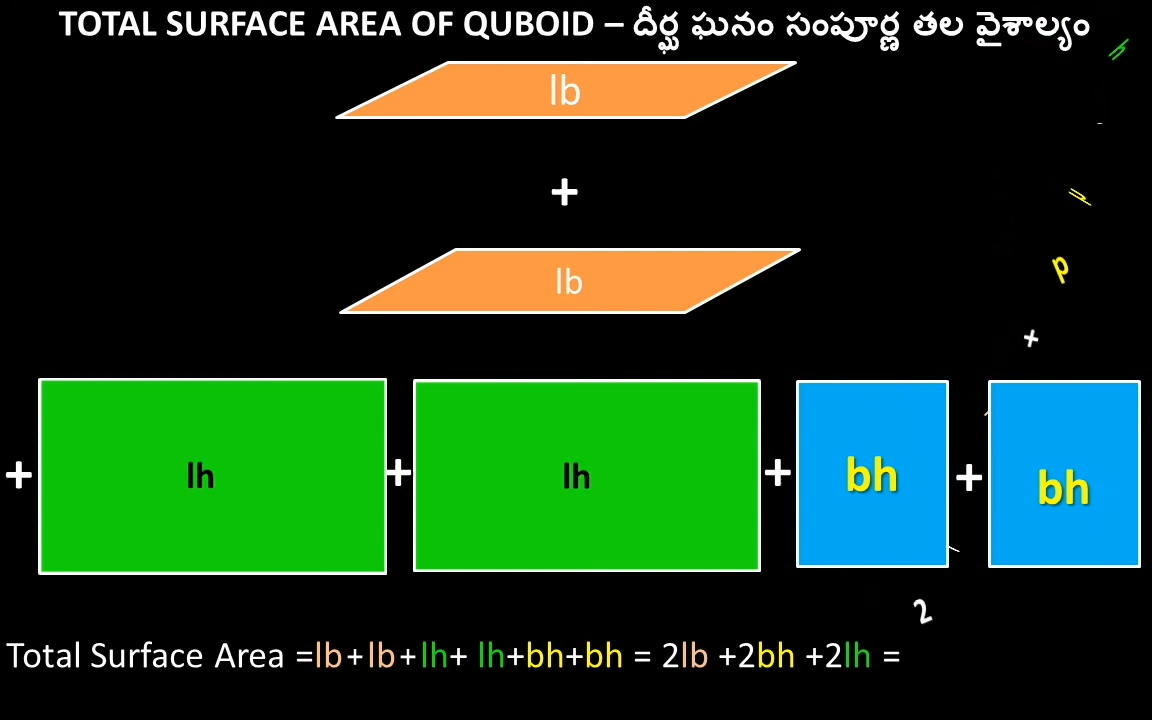 TOTAL SURFACE AREA OF QUBOID – దీర్ఘ ఘనం సంపూర్ణ తల వైశాల్యం
lb
+
lb
+ lh + lh + bh + bh
+
2
Total Surface Area =lb+lb+lh+ lh+bh+bh = 2lb +2bh +2lh =